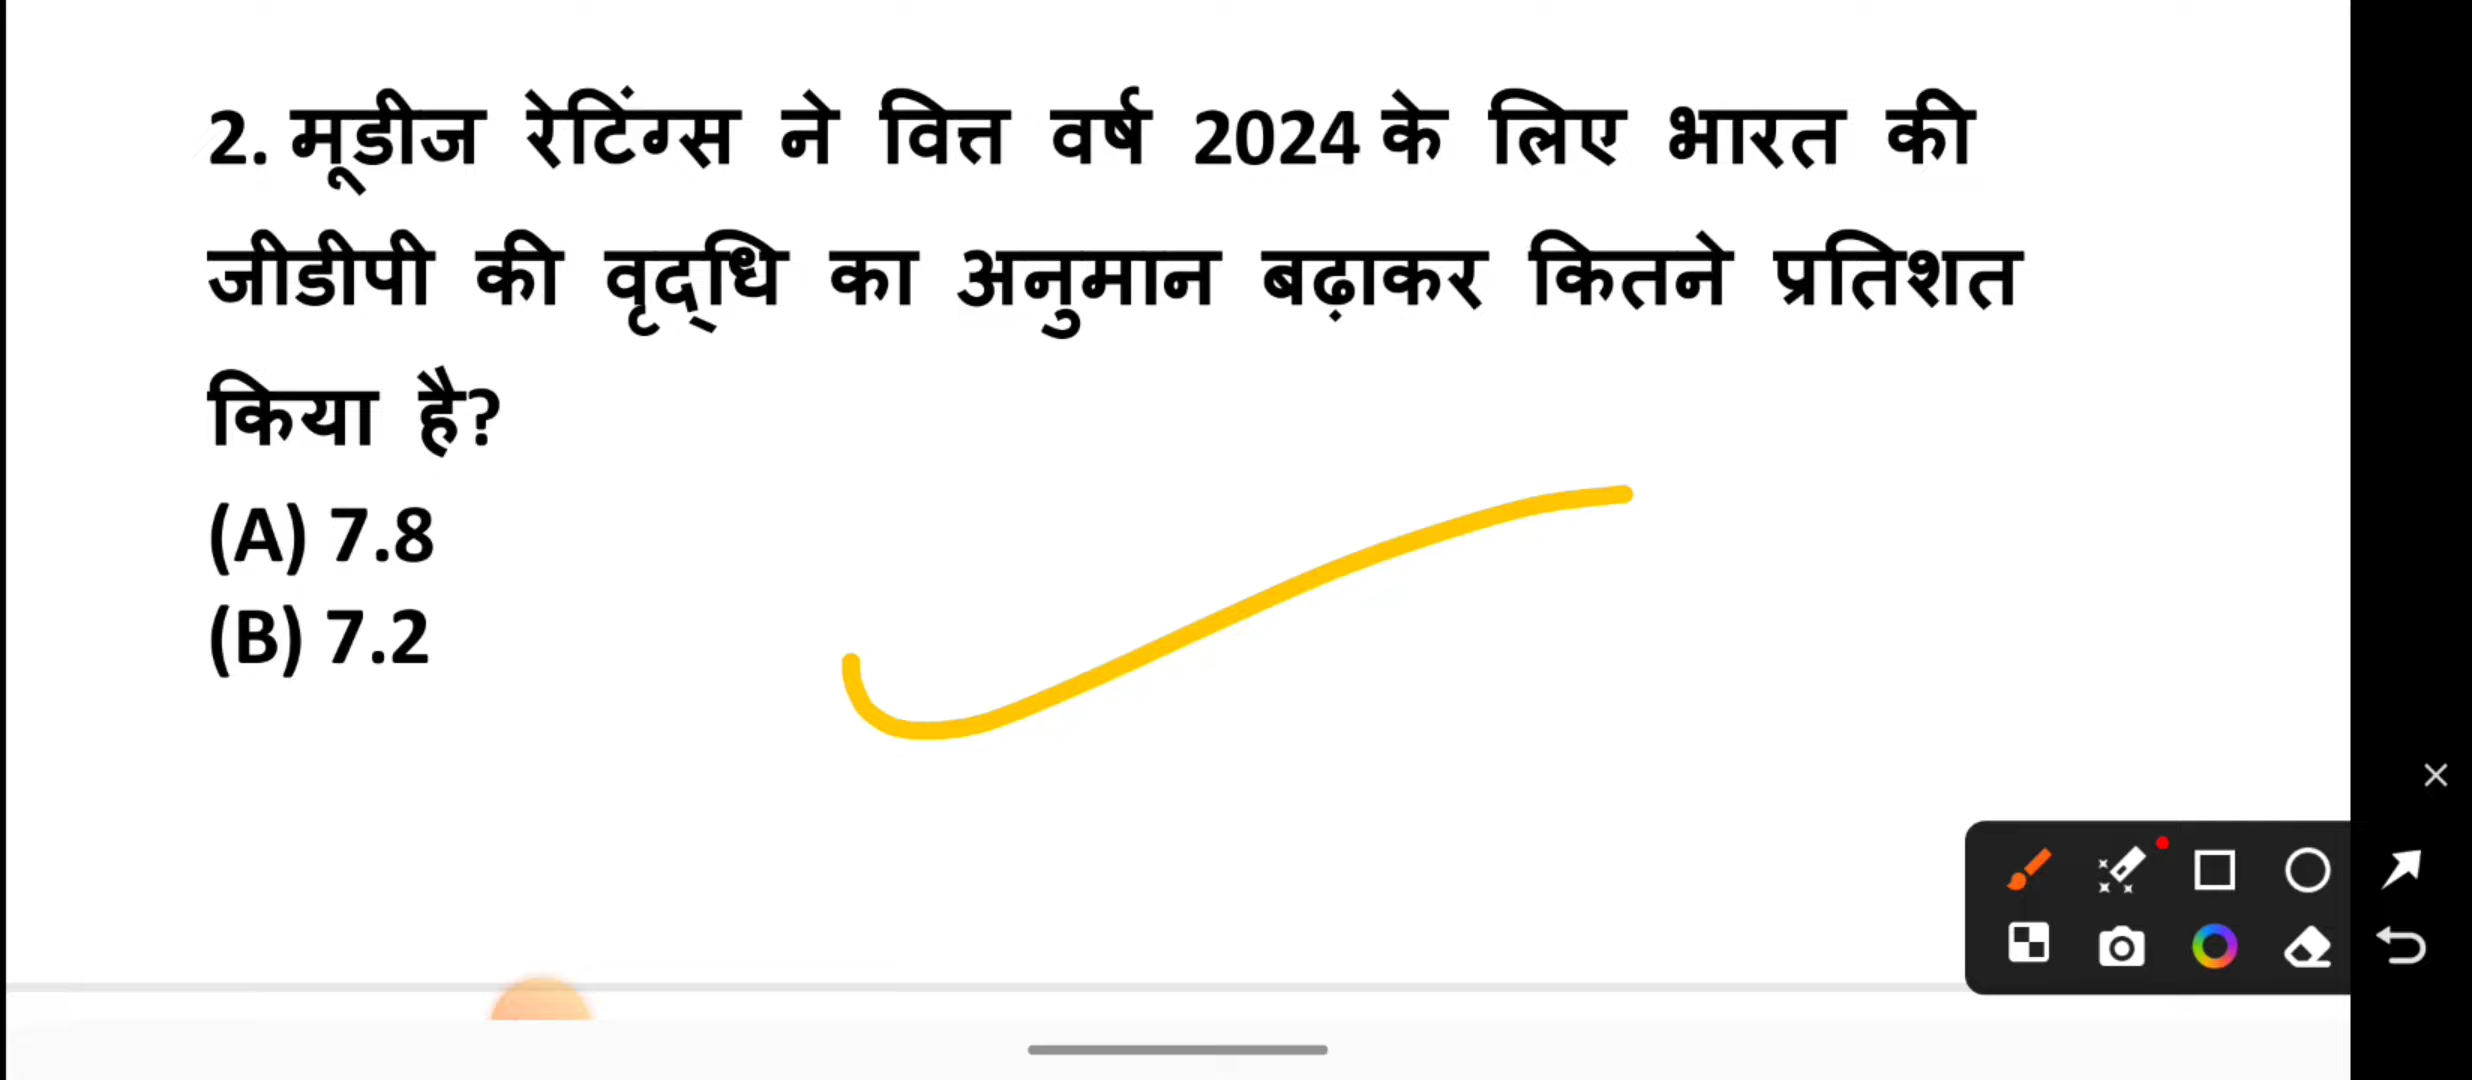 2. मूडीज रेटिंग्स ने वित्त वर्ष 2024 के लिए भारत की
जीडीपी की वृद्धि का अनुमान बढ़ाकर कितने प्रतिशत
किया है?
(A) 7.8
(B) 7.2